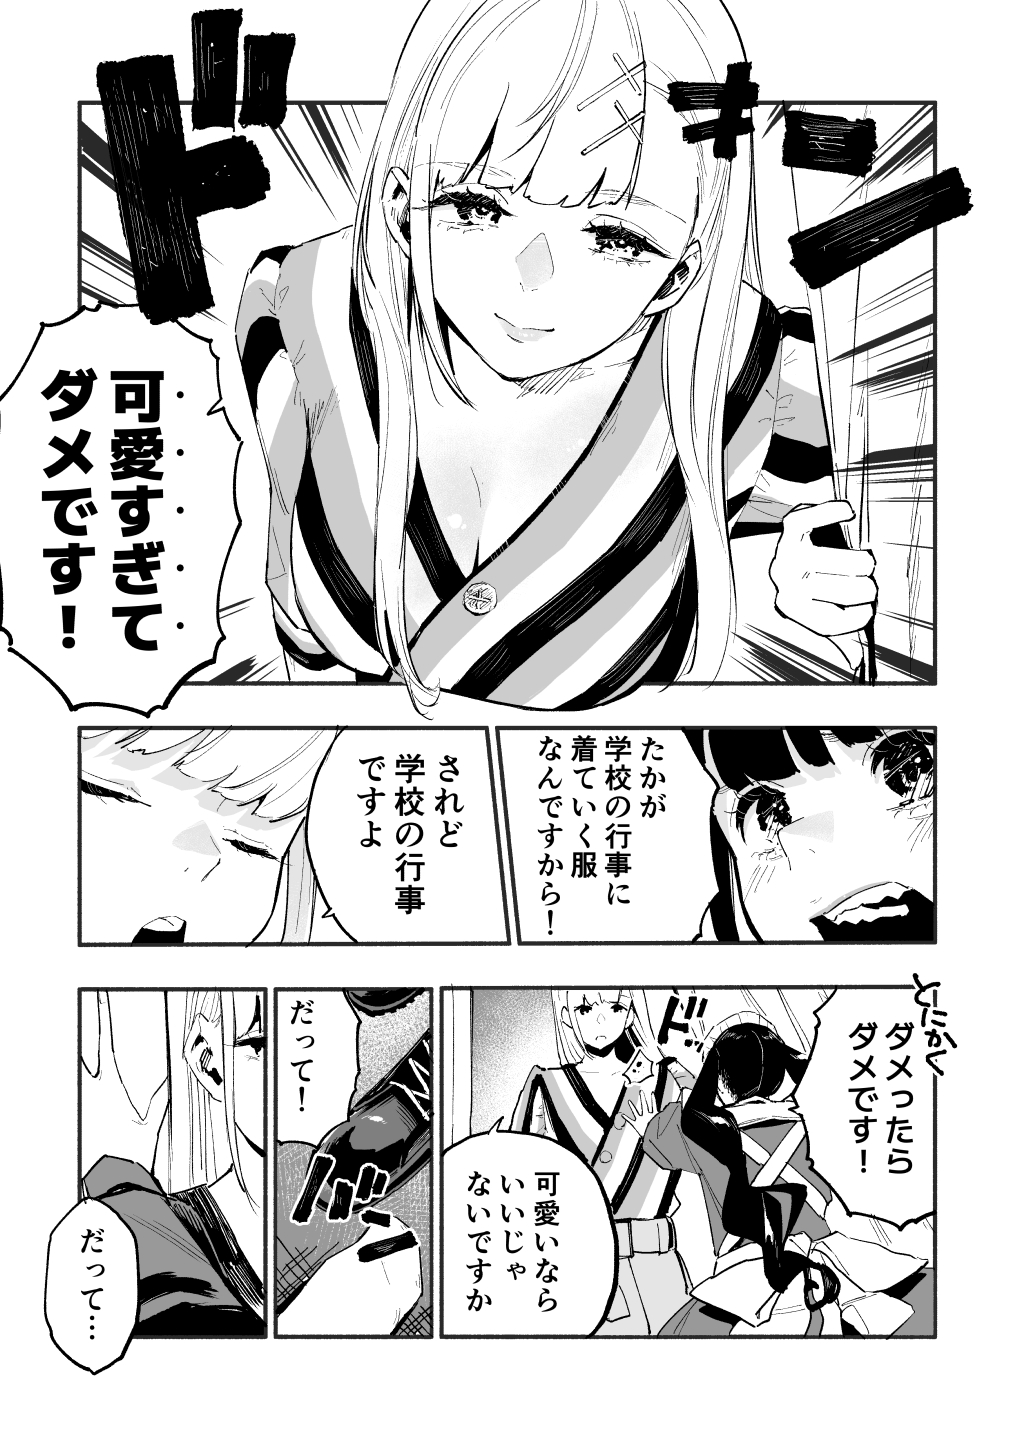 ドキーーン
可愛すぎて
ダメです！
たかが
学校の行事に
着ていく服
なんですから！
されど
学校の行事
ですよ
とーにかく
ダメったら
ダメです！
ドッ
可愛いなら
いいじゃ
ないですか
だって！
だって…